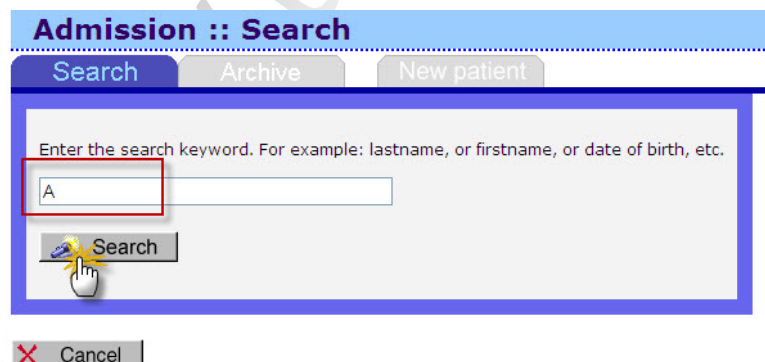 Admission :: Search
Search Archive New patient
Enter the search keyword. For example: lastname, or firstname, or date of birth, etc.
A
Search
Cancel